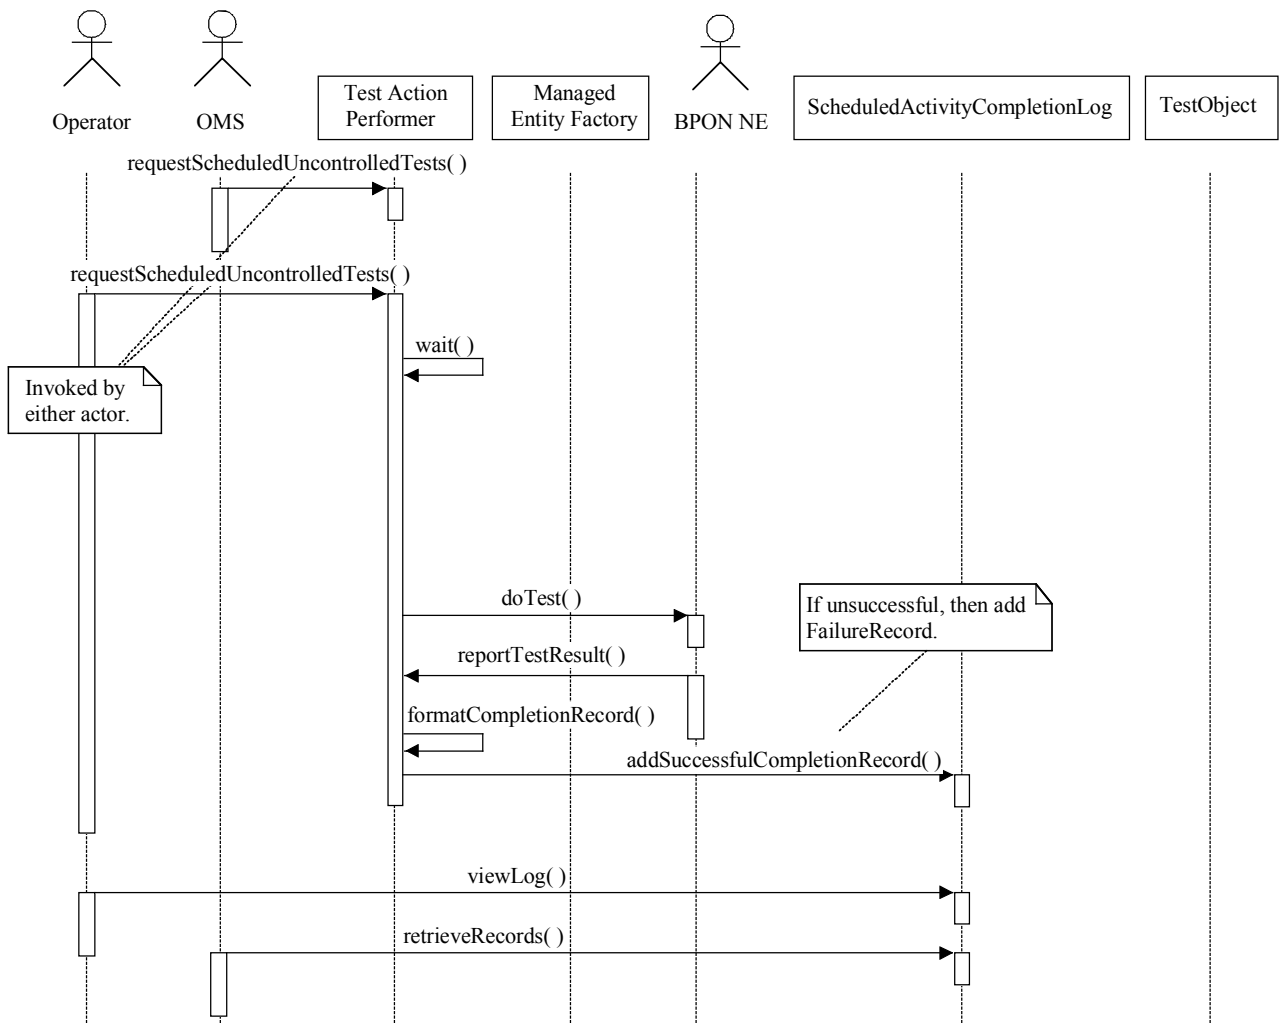 Operator
OMS
Test Action
Performer
Managed
Entity Factory
BPON NE
ScheduledActivityCompletionLog
TestObject
requestScheduledUncontrolledTests( )
requestScheduledUncontrolledTests( )
wait( )
Invoked by
either actor.
doTest( )
If unsuccessful, then add
FailureRecord.
reportTestResult( )
formatCompletionRecord( )
addSuccessfulCompletionRecord( )
viewLog( )
retrieveRecords( )